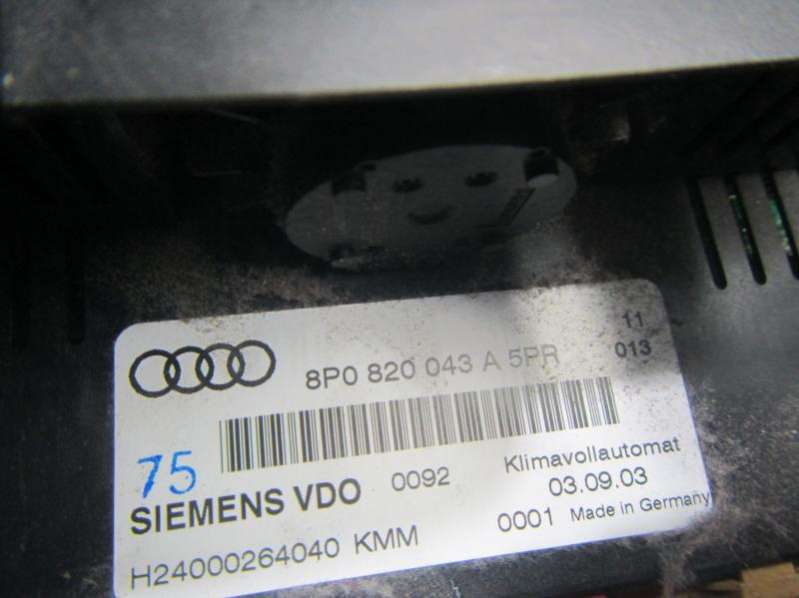 8P0 820 043 A 5PR
11
013
75
SIEMENS VDO 0092
Klimavollautomat
03.09.03
0001 Made in Germany
H24000264040 KMM